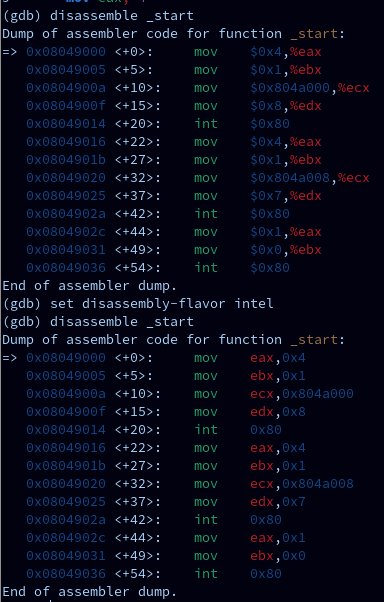 (gdb) disassemble _start
Dump of assembler code for function _start:
=> 0x08049000 <+0>:     mov    $0x4,%eax
   0x08049005 <+5>:     mov    $0x1,%ebx
   0x0804900a <+10>:    mov    $0x804a000,%ecx
   0x0804900f <+15>:    mov    $0x8,%edx
   0x08049014 <+20>:    int    $0x80
   0x08049016 <+22>:    mov    $0x4,%eax
   0x0804901b <+27>:    mov    $0x1,%ebx
   0x08049020 <+32>:    mov    $0x804a008,%ecx
   0x08049025 <+37>:    mov    $0x7,%edx
   0x0804902a <+42>:    int    $0x80
   0x0804902c <+44>:    mov    $0x1,%eax
   0x08049031 <+49>:    mov    $0x0,%ebx
   0x08049036 <+54>:    int    $0x80
End of assembler dump.
(gdb) set disassembly-flavor intel
(gdb) disassemble _start
Dump of assembler code for function _start:
=> 0x08049000 <+0>:     mov    eax,0x4
   0x08049005 <+5>:     mov    ebx,0x1
   0x0804900a <+10>:    mov    ecx,0x804a000
   0x0804900f <+15>:    mov    edx,0x8
   0x08049014 <+20>:    int    0x80
   0x08049016 <+22>:    mov    eax,0x4
   0x0804901b <+27>:    mov    ebx,0x1
   0x08049020 <+32>:    mov    ecx,0x804a008
   0x08049025 <+37>:    mov    edx,0x7
   0x0804902a <+42>:    int    0x80
   0x0804902c <+44>:    mov    eax,0x1
   0x08049031 <+49>:    mov    ebx,0x0
   0x08049036 <+54>:    int    0x80
End of assembler dump.